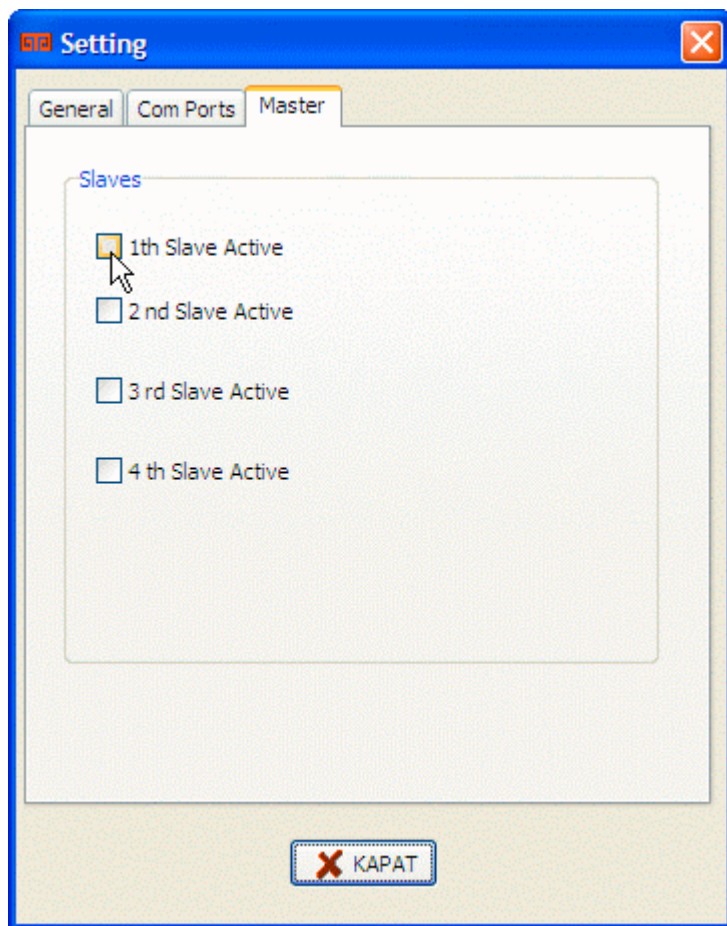 Setting
General Com Ports Master
Slaves
1th Slave Active
2 nd Slave Active
3 rd Slave Active
4 th Slave Active
KAPAT